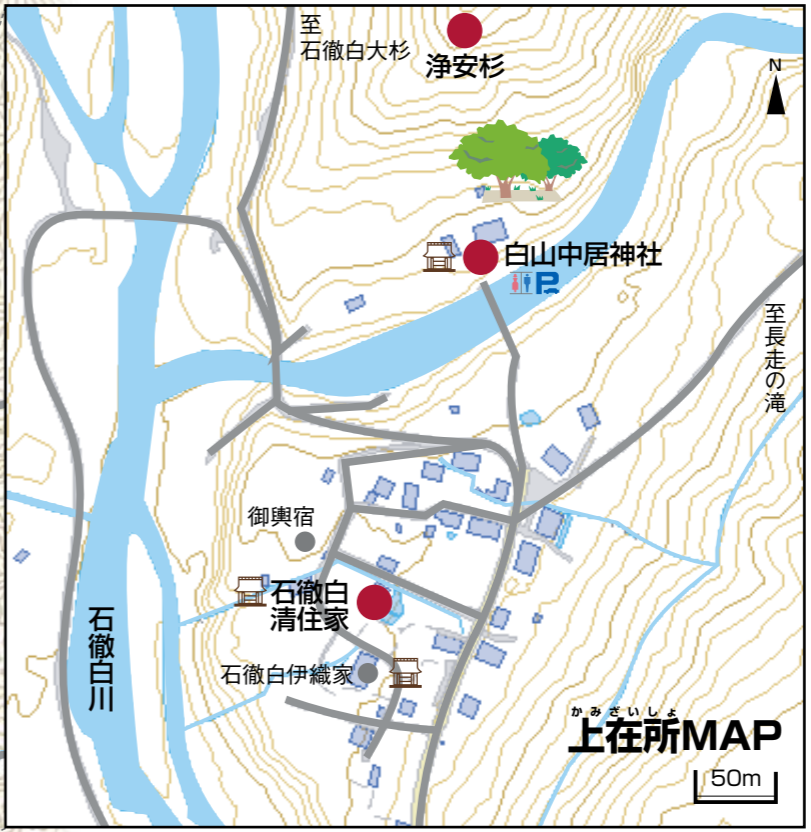 至
石徹白大杉
浄安杉
N
白山中居神社
P
至長走の滝
御輿宿
石徹白
清住家
石徹白川
石徹白伊織家
かみざいしょ
上在所MAP
50m